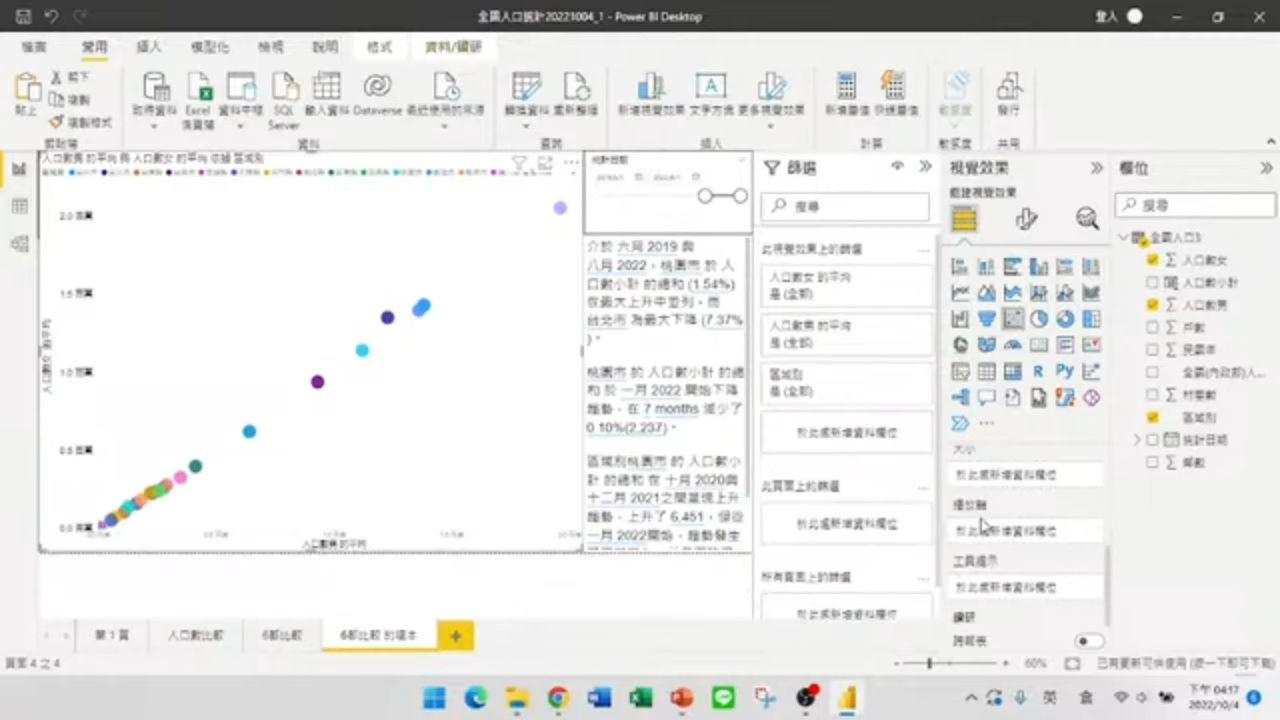 全國人口統計20221004_1 - Power BI Desktop
登入
檔案 常用 插入 模型化 檢視 說明 格式 資料/鑽研
貼上
剪下
複製
複製格式
剪貼簿
取得資料
Excel
SQL
Server
輸入資料
Dataverse
最近使用的來源
資料
轉換資料
重新整理
查詢
新增視覺效果
文字方塊
更多視覺效果
插入
新增量值
快速量值
計算
敏感度
敏感度
發行
共用
人口數男 的平均 與 人口數女 的平均 依據 區域別
2.0 百萬
1.5 百萬
1.0 百萬
0.5 百萬
0.0 百萬
人口數女 的平均
人口數男 的平均
統計日期
介於 六月 2019 與
八月 2022，桃園市 於 人
口數小計 的總和 (1.54%)
在最大上升中並列，而
台北市 為最大下降 (7.37%
)。
桃園市 的 人口數小計 的總
和 於 一月 2022 開始下降
趨勢，在 7 months 減少了
0.10%(2,237)。
區域別桃園市 的 人口數小
計 的總和 在 十月 2020與
十二月 2021之間呈現上升
趨勢，上升了 6,451，但從
一月 2022開始，趨勢發生
篩選
搜尋
此視覺效果上的篩選
人口數女 的平均
是 (全部)
人口數男 的平均
是 (全部)
區域別
是 (全部)
於此處新增資料欄位
此頁面上的篩選
於此處新增資料欄位
所有頁面上的篩選
於此處新增資料欄位
視覺效果
組建視覺效果
R Py
大小
於此處新增資料欄位
播放軸
於此處新增資料欄位
工具提示
於此處新增資料欄位
鑽研
跨報表
欄位
搜尋
全國人口3
人口數女
人口數小計
人口數男
戶數
村里數
區域別
統計日期
鄰數
第 1 頁 人口數比較 6都比較 6都比較 的複本
頁面 4 之 4
60%
已有更新可供使用 (按一下即可下載)
英
下午 04:17
2022/10/4